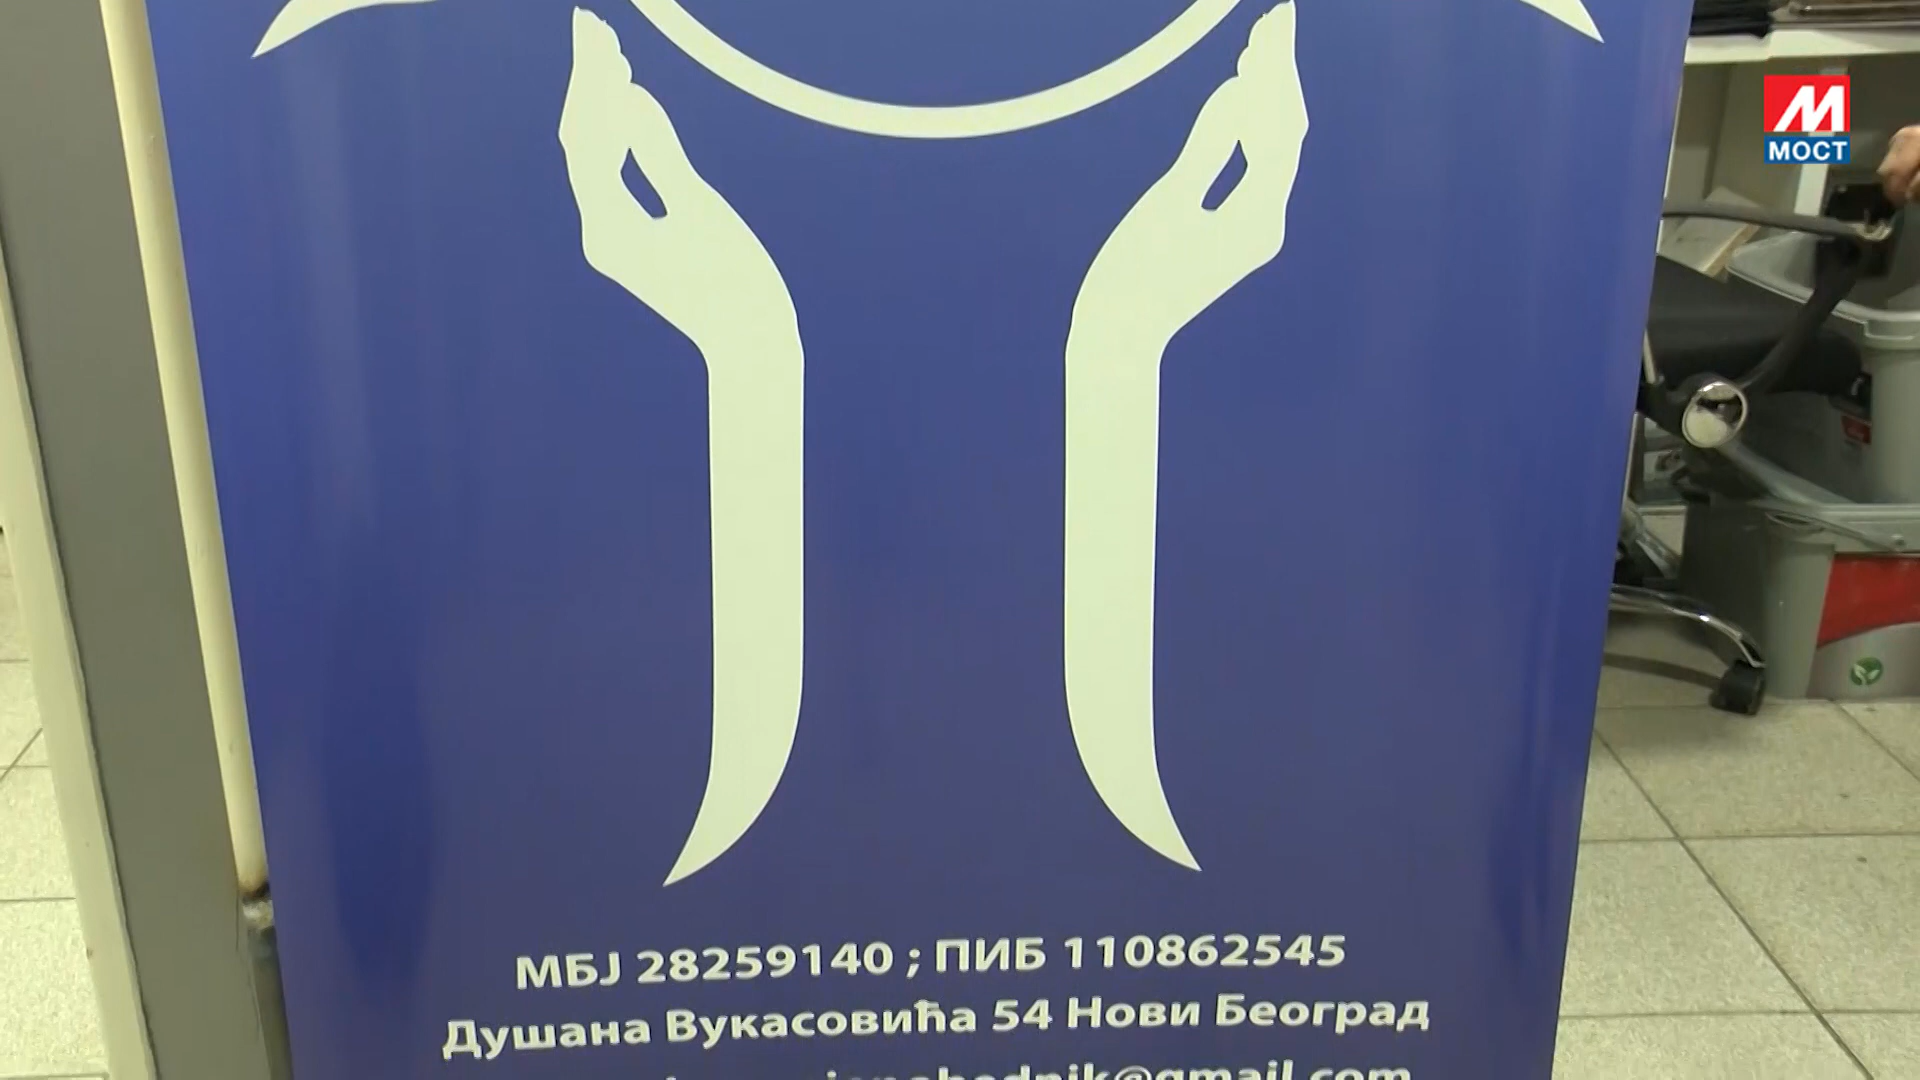 М
МОСТ
МБЈ 28259140 ; ПИБ 110862545
Душана Вукасовића 54 Нови Београд